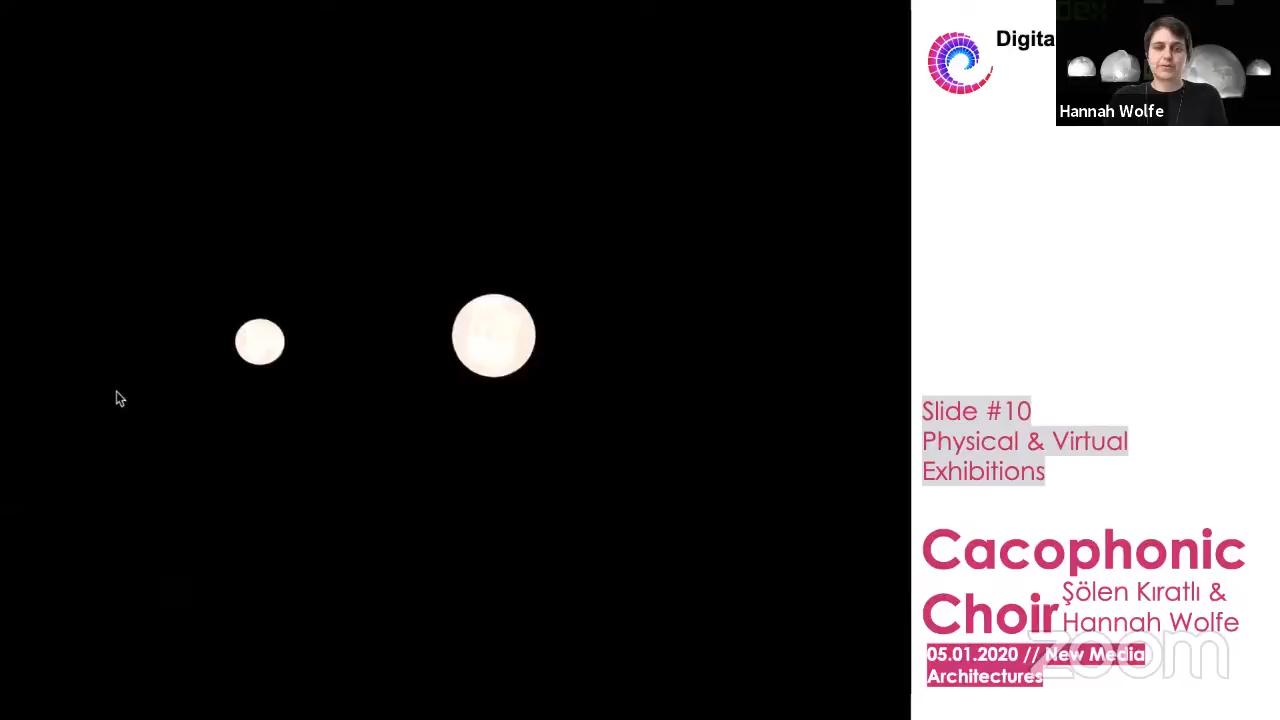 Digita
Hannah Wolfe
Slide #10
Physical & Virtual
Exhibitions
Cacophonic
Choir
Şölen Kıratlı &
Hannah Wolfe
05.01.2020 // New Media
Architectures
zoom